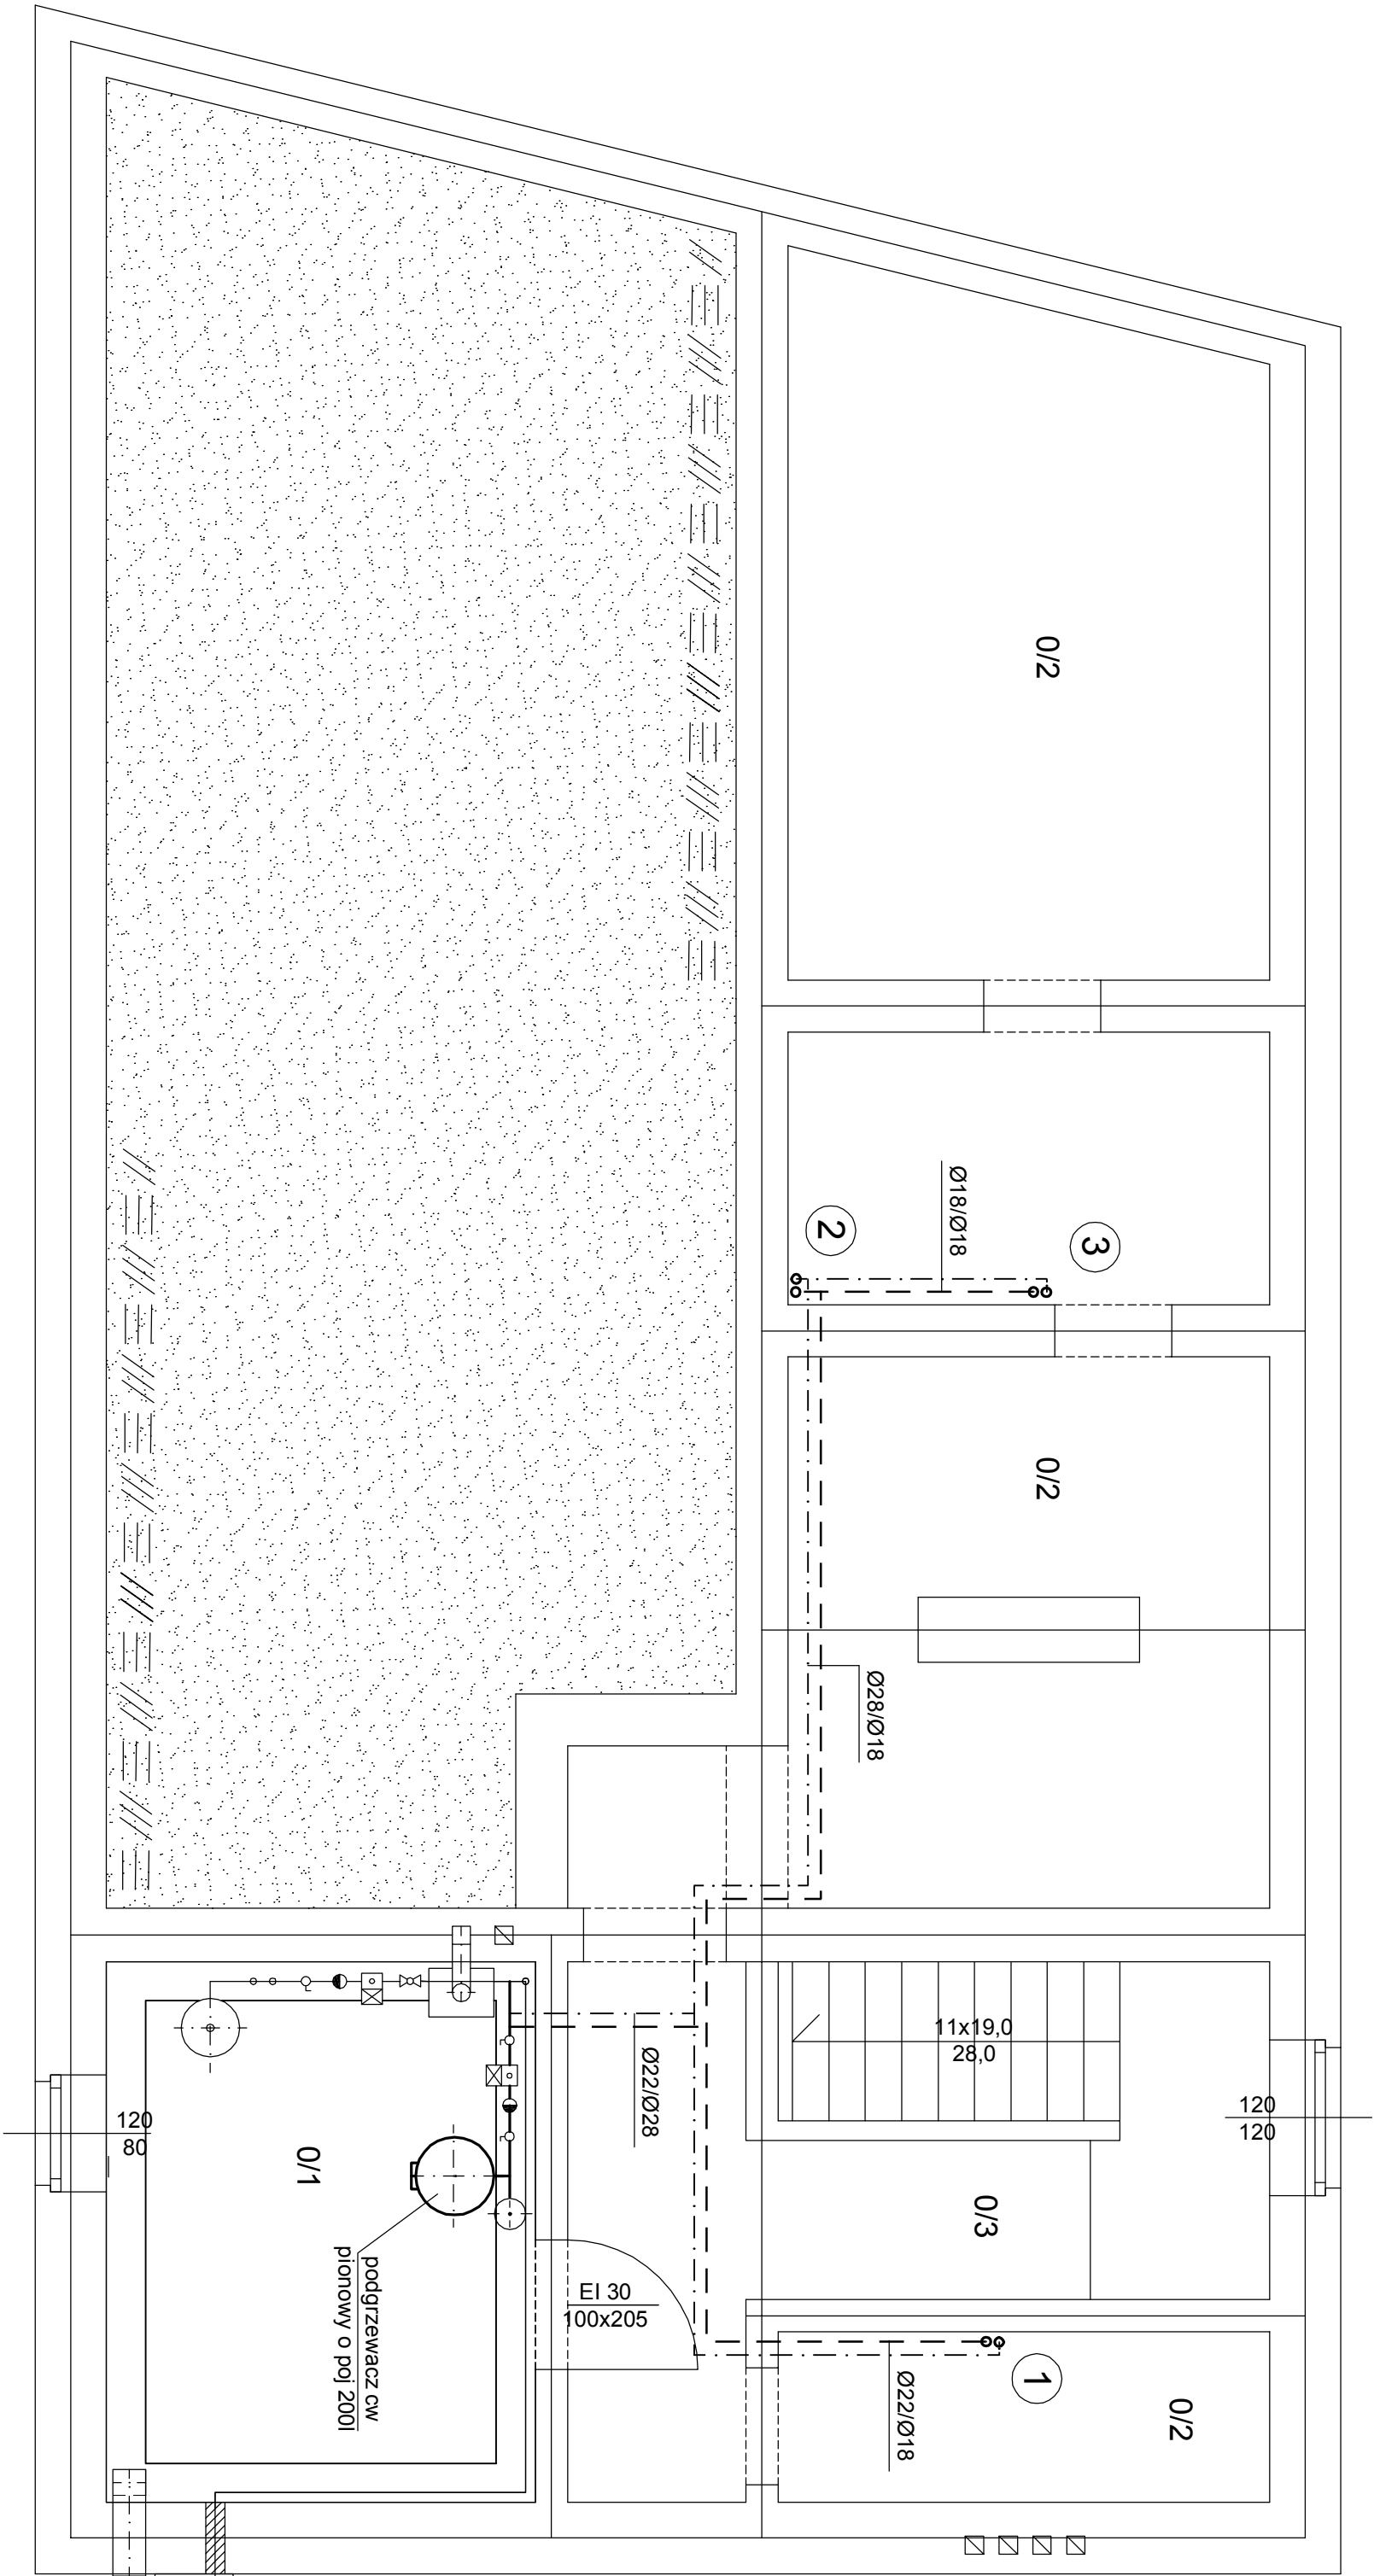 0/2
Ø18/Ø18
3
2
0/2
Ø28/Ø18
11x19,0
28,0
Ø22/Ø28
120
120
120
80
0/1
0/3
podgrzewacz cw
pionowy o poj 200l
EI 30
100x205
1
Ø22/Ø18
0/2